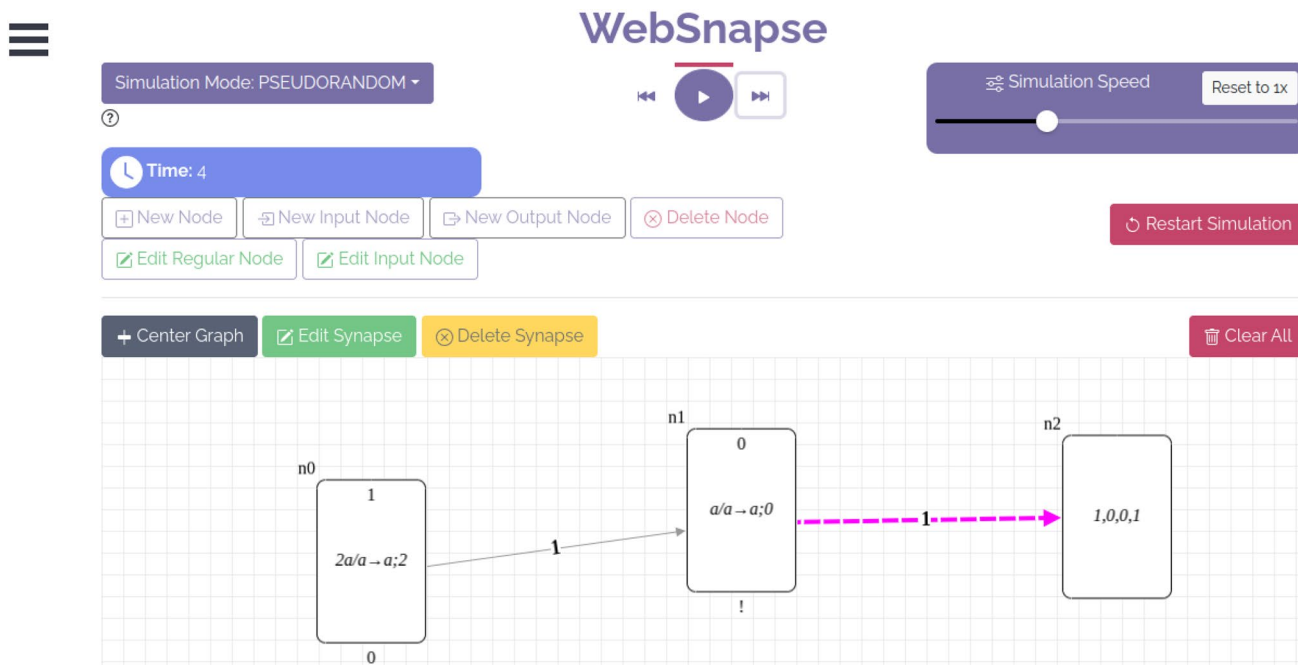 WebSnapse
Simulation Mode: PSEUDORANDOM
Simulation Speed
Reset to 1x
?
Time: 4
New Node
New Input Node
New Output Node
Delete Node
Restart Simulation
Edit Regular Node
Edit Input Node
Center Graph
Edit Synapse
Delete Synapse
Clear All
n0
1
2a/a→a;2
0
1
n1
0
a/a→a;0
!
1
n2
1,0,0,1